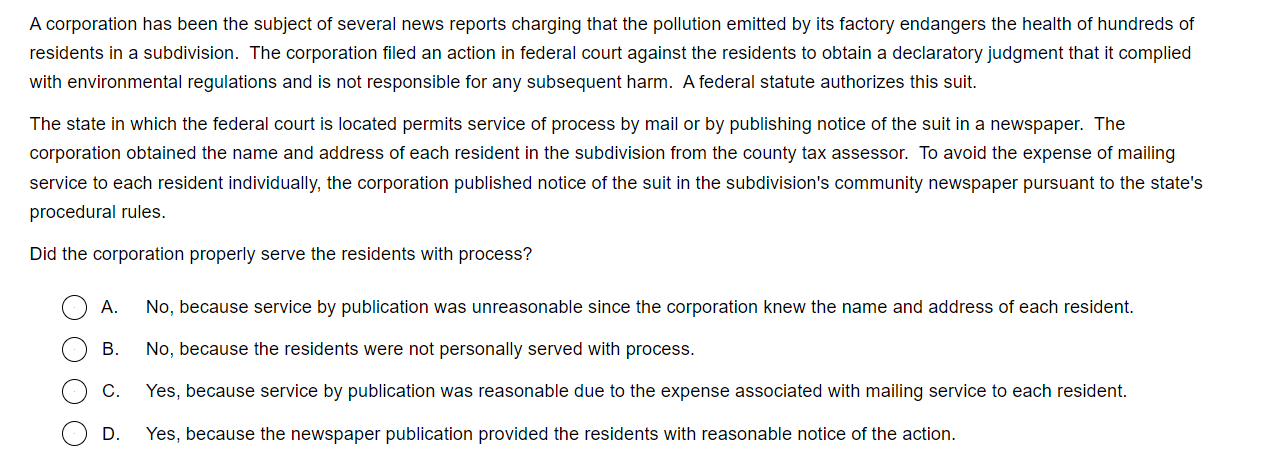 A corporation has been the subject of several news reports charging that the pollution emitted by its factory endangers the health of hundreds of
residents in a subdivision.  The corporation filed an action in federal court against the residents to obtain a declaratory judgment that it complied
with environmental regulations and is not responsible for any subsequent harm.  A federal statute authorizes this suit.
The state in which the federal court is located permits service of process by mail or by publishing notice of the suit in a newspaper.  The
corporation obtained the name and address of each resident in the subdivision from the county tax assessor.  To avoid the expense of mailing
service to each resident individually, the corporation published notice of the suit in the subdivision's community newspaper pursuant to the state's
procedural rules.
Did the corporation properly serve the residents with process?
A. No, because service by publication was unreasonable since the corporation knew the name and address of each resident.
B. No, because the residents were not personally served with process.
C. Yes, because service by publication was reasonable due to the expense associated with mailing service to each resident.
D. Yes, because the newspaper publication provided the residents with reasonable notice of the action.